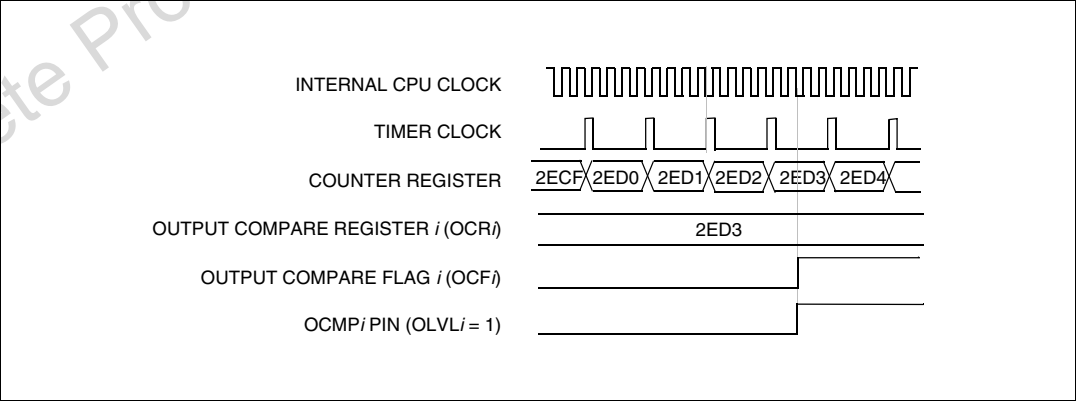 ete Pro
INTERNAL CPU CLOCK
TIMER CLOCK
COUNTER REGISTER 2ECF 2ED0 2ED1 2ED2 2ED3 2ED4
OUTPUT COMPARE REGISTER i (OCRi) 2ED3
OUTPUT COMPARE FLAG i (OCFi)
OCMPi PIN (OLVLi = 1)